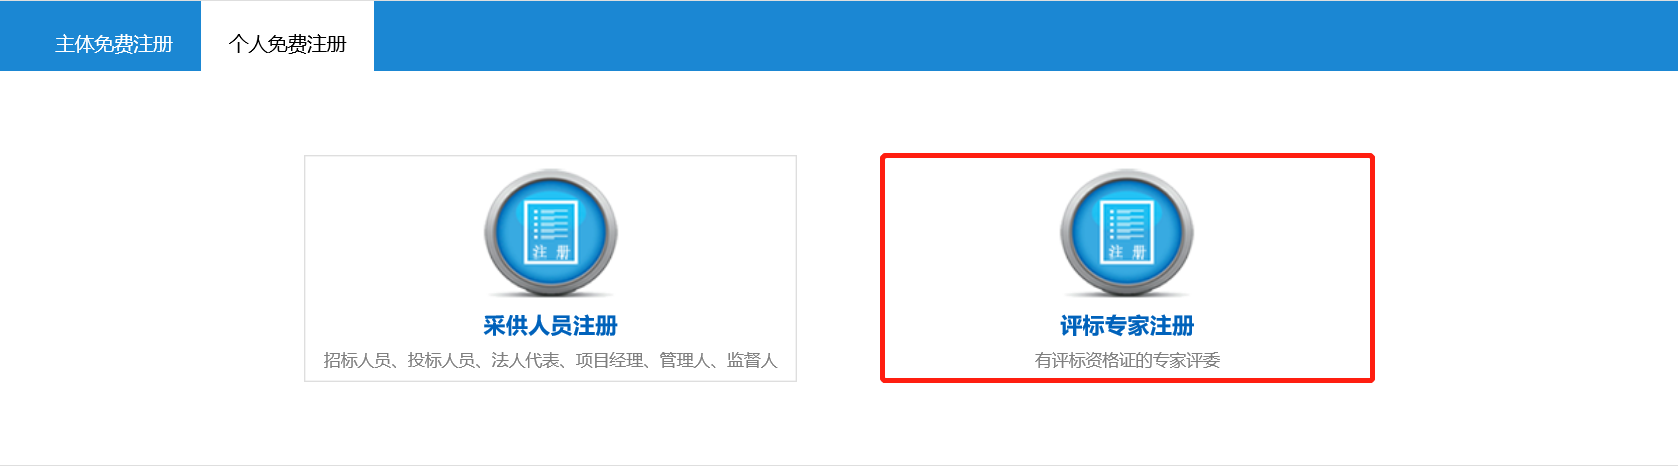 主体免费注册
个人免费注册
注 册
采供人员注册
招标人员、投标人员、法人代表、项目经理、管理人、监督人
注 册
评标专家注册
有评标资格证的专家评委